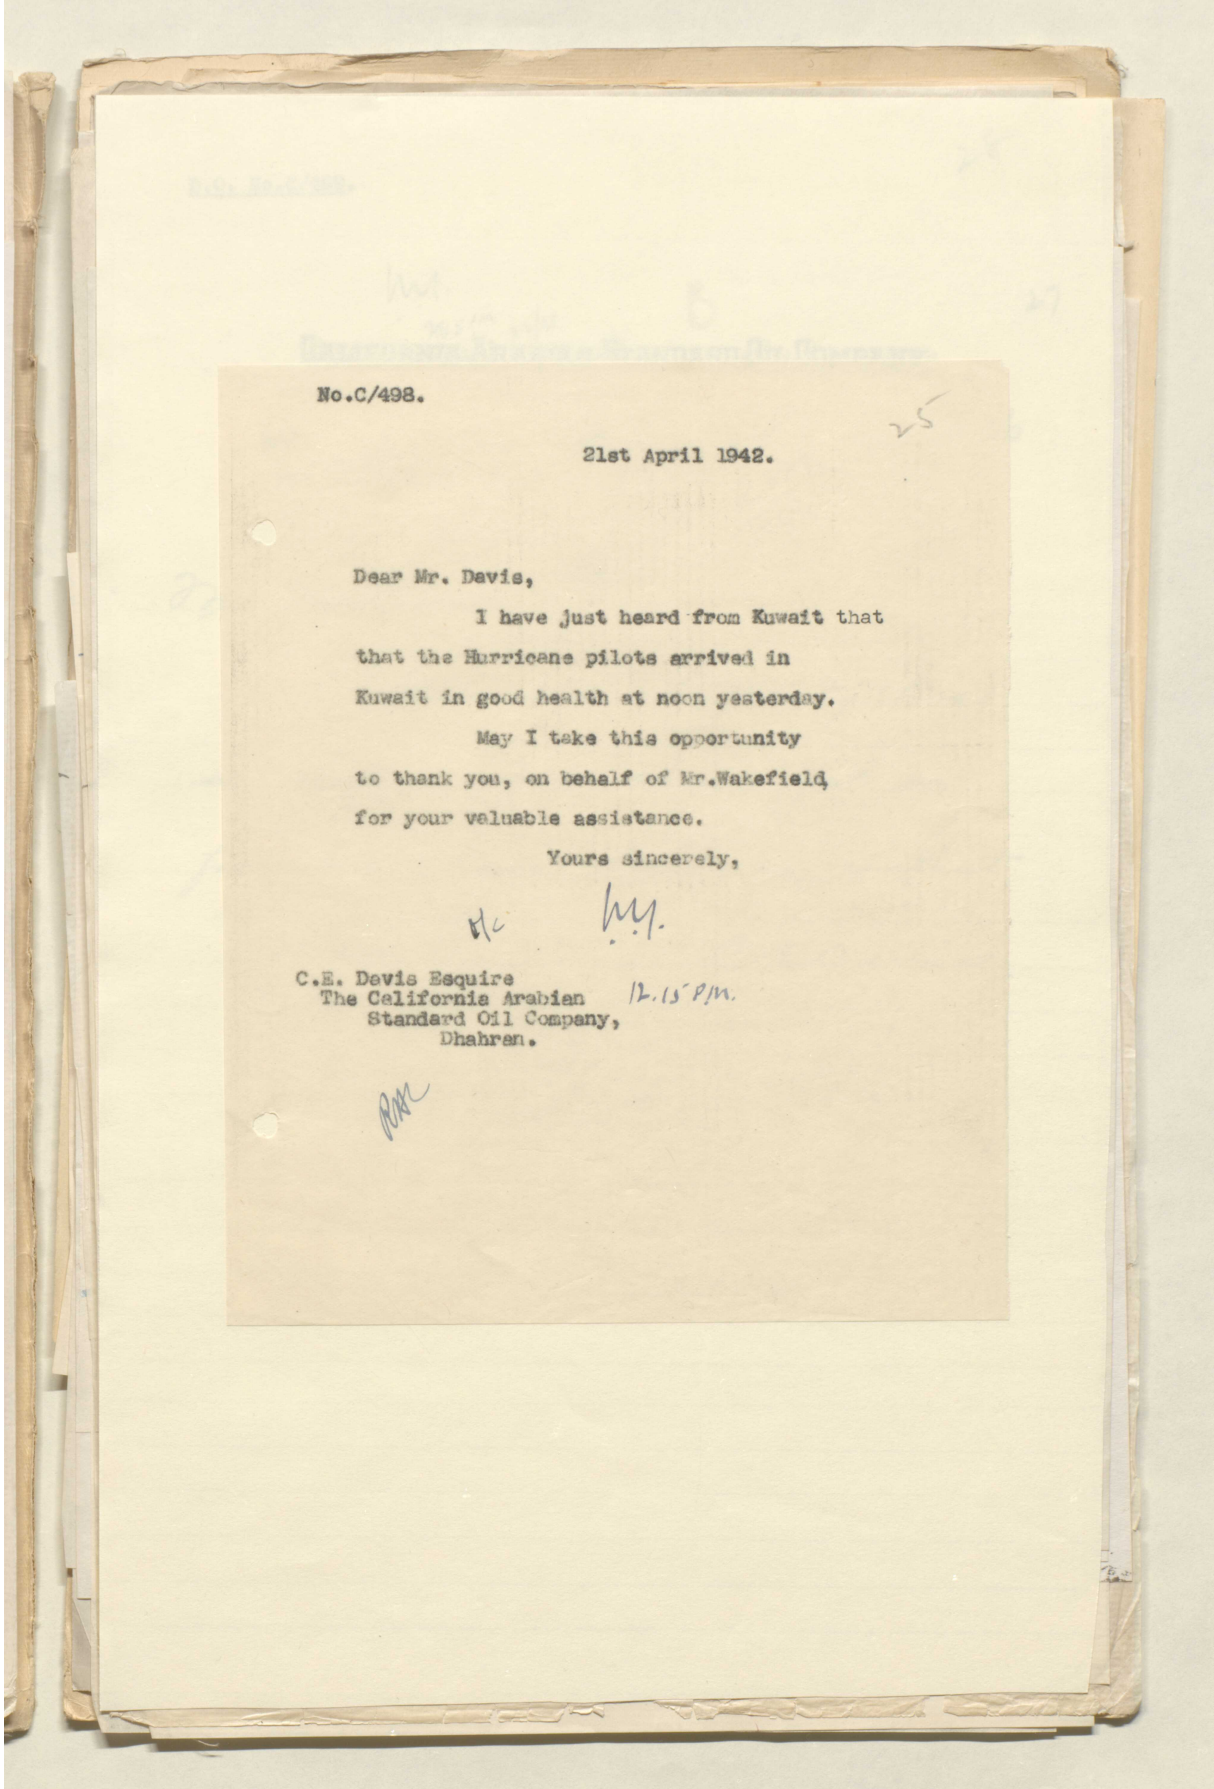 No.C/498.
25
21st April 1942.
Dear Mr. Davis,
I have just heard from Kuwait that
that the Hurricane pilots arrived in
Kuwait in good health at noon yesterday.
May I take this opportunity
to thank you, on behalf of Mr.Wakefield,
for your valuable assistance.
Yours sincerely,
C.E. Davis Esquire
The California Arabian
Standard Oil Company,
Dhahran.
12.15 P.M.